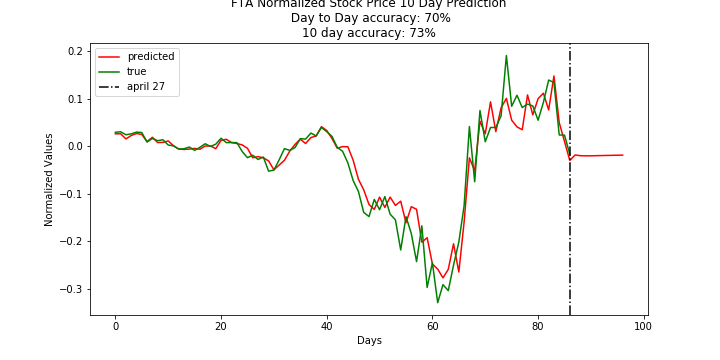 FTA Normalized Stock Price 10 Day Prediction
Day to Day accuracy: 70%
10 day accuracy: 73%
predicted
true
april 27
Normalized Values
0.2
0.1
0.0
−0.1
−0.2
−0.3
0
20
40
60
80
100
Days